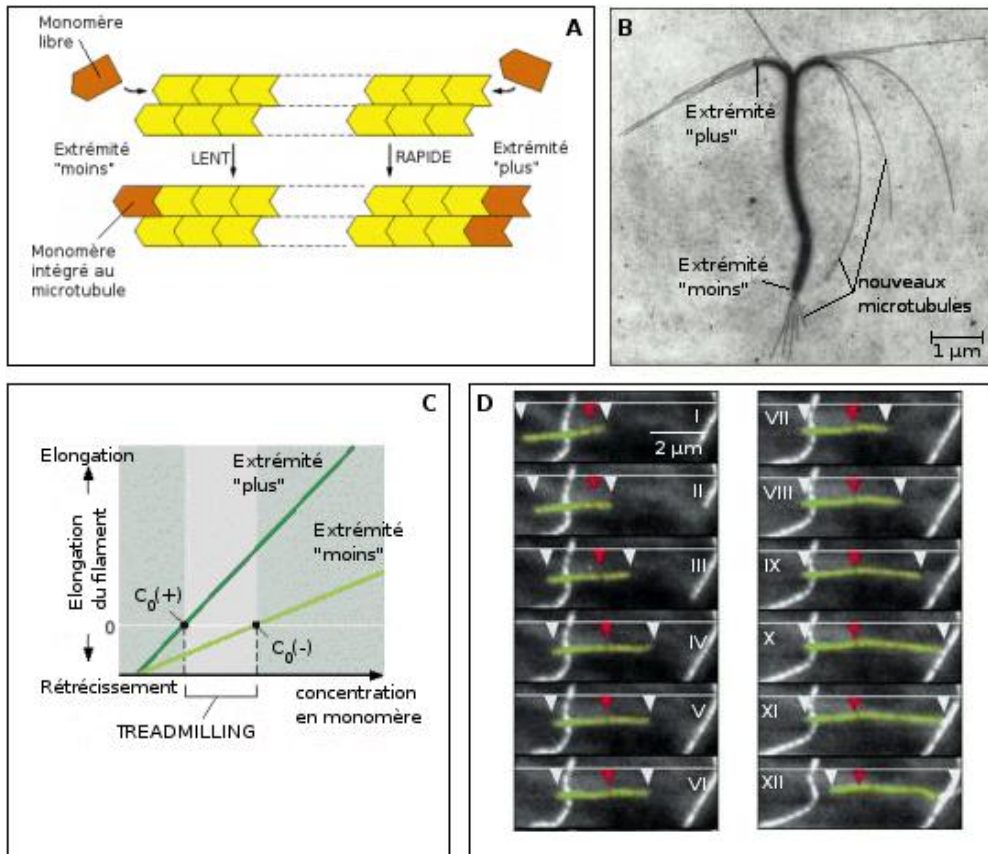 A
Monomère
libre
Extrémité
"moins"
LENT
RAPIDE
Extrémité
"plus"
Monomère
intégré au
microtubule
B
Extrémité
"plus"
Extrémité
"moins"
nouveaux
microtubules
1 µm
C
Elongation
Elongation
du filament
0
Rétrécissement
Extrémité
"plus"
Extrémité
"moins"
C₀(+)
C₀(-)
concentration
en monomère
TREADMILLING
D
I
2 µm
II
III
IV
V
VI
VII
VIII
IX
X
XI
XII